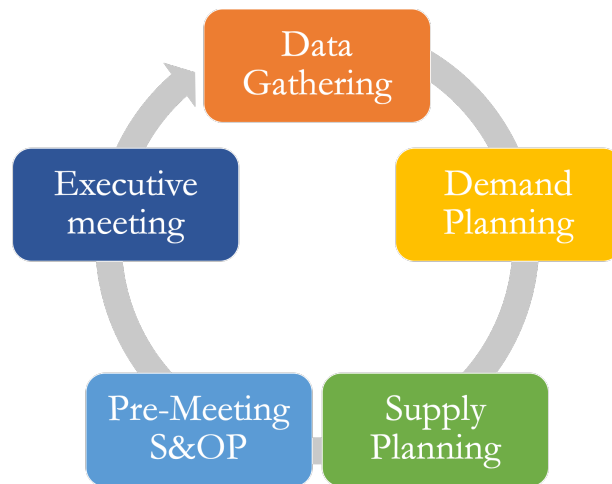 Data
Gathering
Demand
Planning
Supply
Planning
Pre-Meeting
S&OP
Executive
meeting